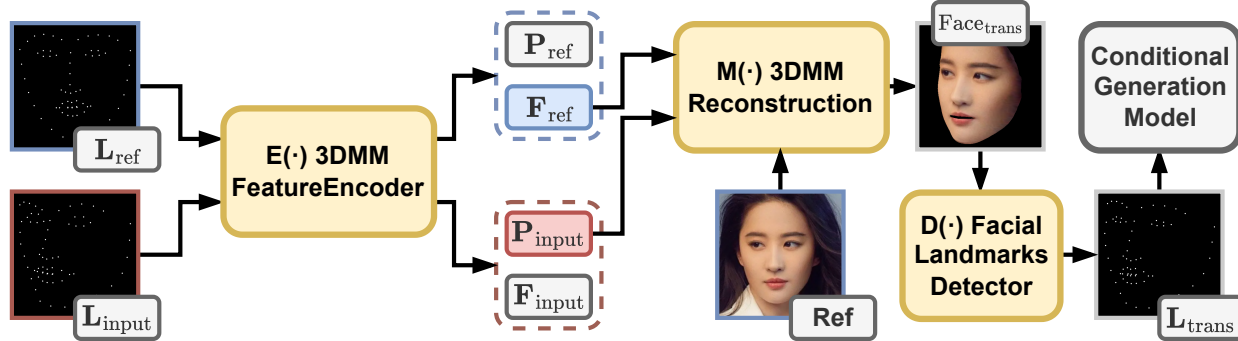 L_ref
L_input
E(·) 3DMM
FeatureEncoder
P_ref
F_ref
P_input
F_input
M(·) 3DMM
Reconstruction
Ref
Face_trans
D(·) Facial
Landmarks
Detector
L_trans
Conditional
Generation
Model